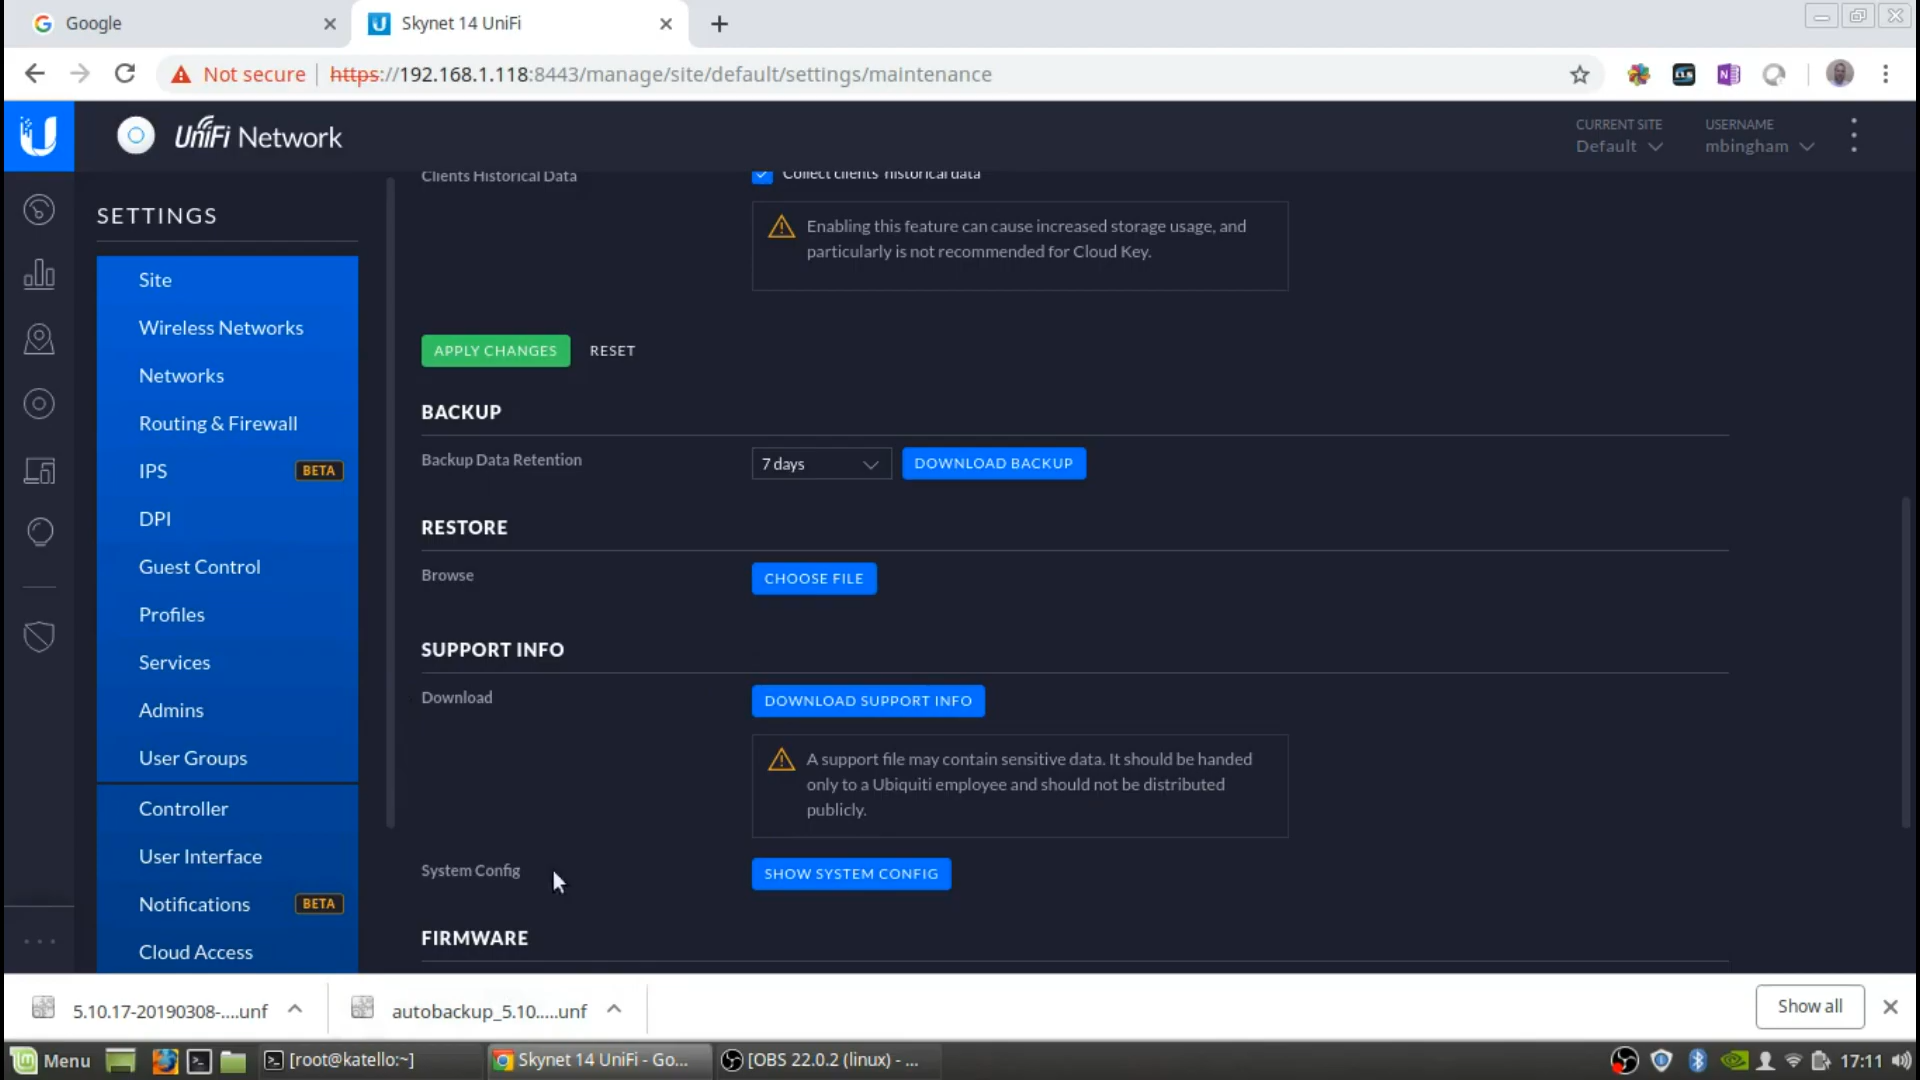 Google
Skynet 14 UniFi
Not secure
https://192.168.1.118:8443/manage/site/default/settings/maintenance
UniFi Network
CURRENT SITE
Default
USERNAME
mbingham
SETTINGS
Site
Wireless Networks
Networks
Routing & Firewall
IPS BETA
DPI
Guest Control
Profiles
Services
Admins
User Groups
Controller
User Interface
Notifications BETA
Cloud Access
Clients Historical Data
Collect clients' historical data
Enabling this feature can cause increased storage usage, and
particularly is not recommended for Cloud Key.
APPLY CHANGES RESET
BACKUP
Backup Data Retention
7 days
DOWNLOAD BACKUP
RESTORE
Browse
CHOOSE FILE
SUPPORT INFO
Download
DOWNLOAD SUPPORT INFO
A support file may contain sensitive data. It should be handed
only to a Ubiquiti employee and should not be distributed
publicly.
System Config
SHOW SYSTEM CONFIG
FIRMWARE
5.10.17-20190308-....unf
autobackup_5.10.....unf
Show all
Menu
[root@katello:~]
Skynet 14 UniFi - Go...
[OBS 22.0.2 (linux) - ...
17:11